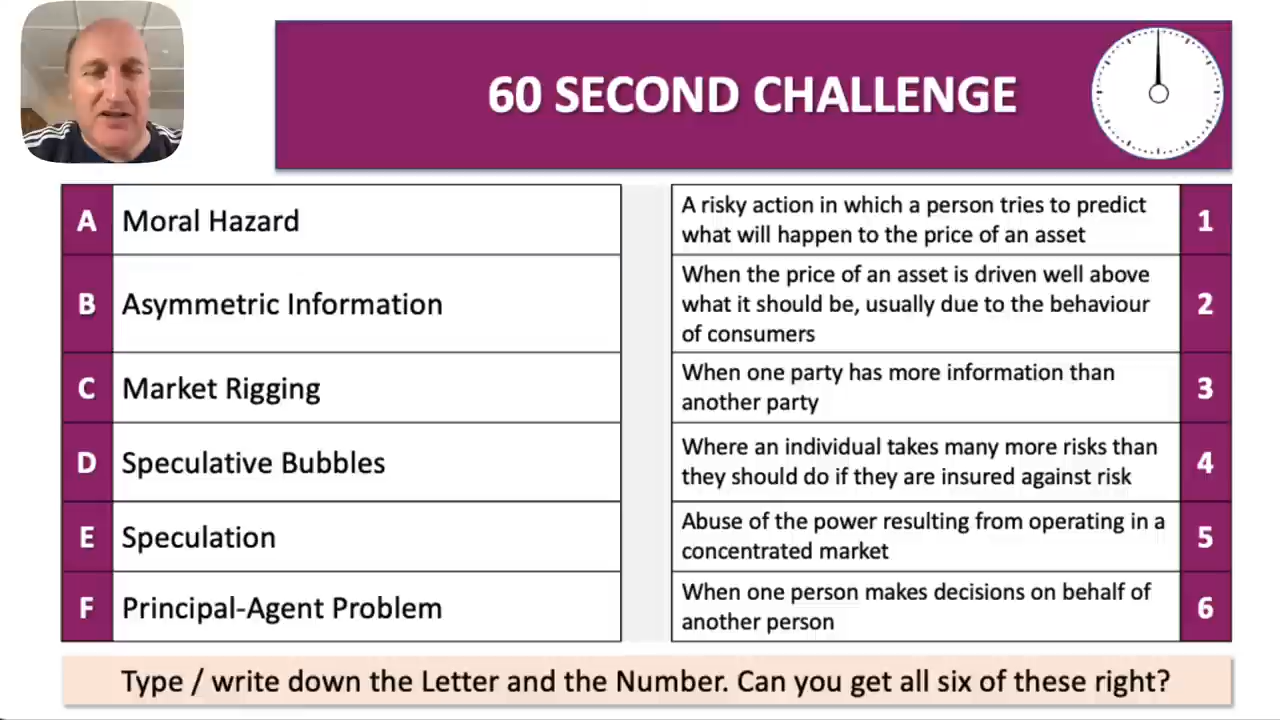 60 SECOND CHALLENGE
A Moral Hazard
A risky action in which a person tries to predict
what will happen to the price of an asset
1
B Asymmetric Information
When the price of an asset is driven well above
what it should be, usually due to the behaviour
of consumers
2
C Market Rigging
When one party has more information than
another party
3
D Speculative Bubbles
Where an individual takes many more risks than
they should do if they are insured against risk
4
E Speculation
Abuse of the power resulting from operating in a
concentrated market
5
F Principal-Agent Problem
When one person makes decisions on behalf of
another person
6
Type / write down the Letter and the Number. Can you get all six of these right?